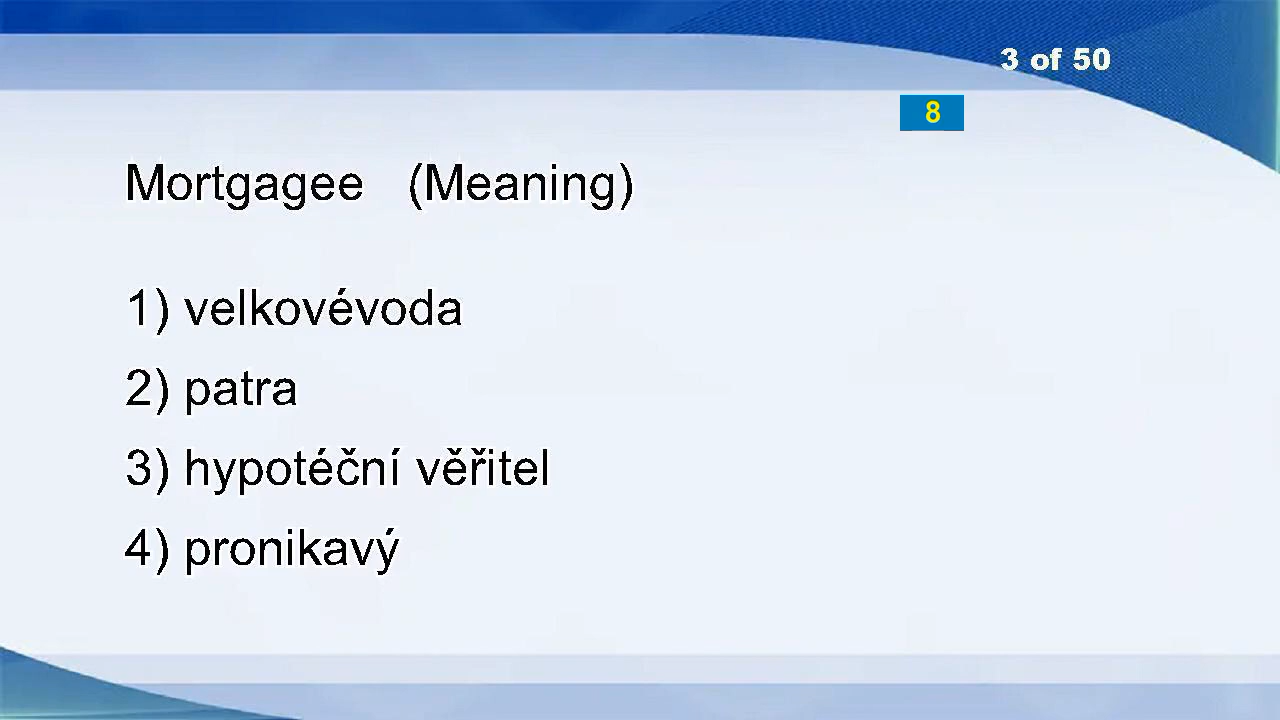 3 of 50
8
Mortgagee (Meaning)
1) velkovévoda
2) patra
3) hypotéční věřitel
4) pronikavý